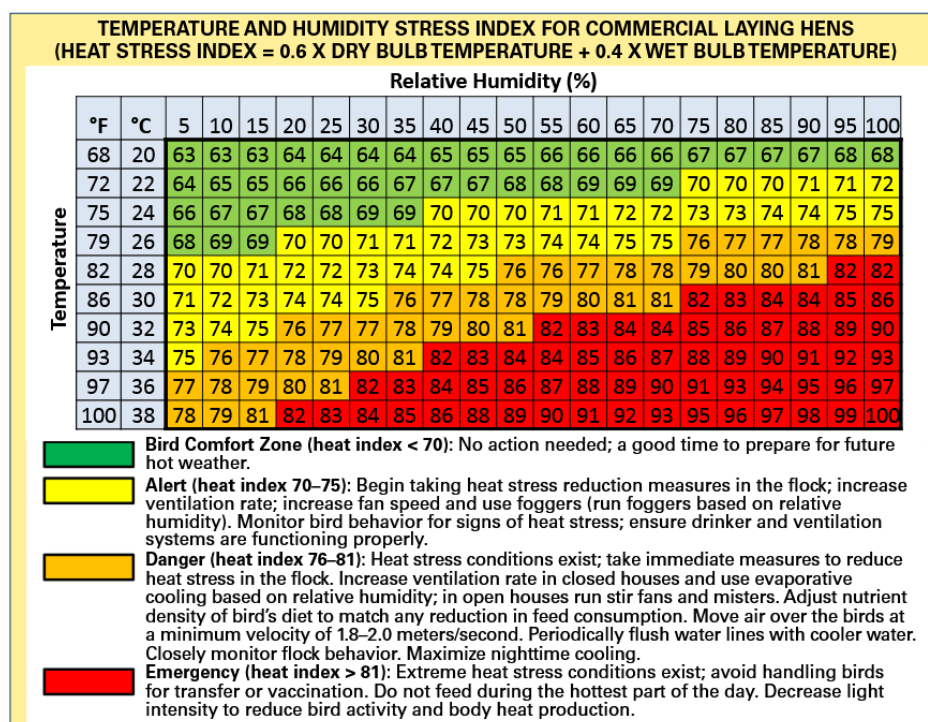 TEMPERATURE AND HUMIDITY STRESS INDEX FOR COMMERCIAL LAYING HENS
(HEAT STRESS INDEX = 0.6 X DRY BULB TEMPERATURE + 0.4 X WET BULB TEMPERATURE)
Relative Humidity (%)
°F °C 5 10 15 20 25 30 35 40 45 50 55 60 65 70 75 80 85 90 95 100
68 20 63 63 63 64 64 64 64 65 65 65 66 66 66 66 67 67 67 67 68 68
72 22 64 65 65 66 66 66 67 67 67 68 68 69 69 69 70 70 70 71 71 72
75 24 66 67 67 68 68 69 69 70 70 70 71 71 72 72 73 73 74 74 75 75
79 26 68 69 69 70 70 71 71 72 73 73 74 74 75 75 76 77 77 78 78 79
82 28 70 70 71 72 72 73 74 74 75 76 76 77 78 78 79 80 80 81 82 82
86 30 71 72 73 74 74 75 76 77 78 78 79 80 81 81 82 83 84 84 85 86
90 32 73 74 75 76 77 77 78 79 80 81 82 83 84 84 85 86 87 88 89 90
93 34 75 76 77 78 79 80 81 82 83 84 84 85 86 87 88 89 90 91 92 93
97 36 77 78 79 80 81 82 83 84 85 86 87 88 89 90 91 93 94 95 96 97
100 38 78 79 81 82 83 84 85 86 88 89 90 91 92 93 95 96 97 98 99 100
Temperature
Bird Comfort Zone (heat index < 70): No action needed; a good time to prepare for future
hot weather.
Alert (heat index 70–75): Begin taking heat stress reduction measures in the flock; increase
ventilation rate; increase fan speed and use foggers (run foggers based on relative
humidity). Monitor bird behavior for signs of heat stress; ensure drinker and ventilation
systems are functioning properly.
Danger (heat index 76–81): Heat stress conditions exist; take immediate measures to reduce
heat stress in the flock. Increase ventilation rate in closed houses and use evaporative
cooling based on relative humidity; in open houses run stir fans and misters. Adjust nutrient
density of bird's diet to match any reduction in feed consumption. Move air over the birds at
a minimum velocity of 1.8–2.0 meters/second. Periodically flush water lines with cooler water.
Closely monitor flock behavior. Maximize nighttime cooling.
Emergency (heat index > 81): Extreme heat stress conditions exist; avoid handling birds
for transfer or vaccination. Do not feed during the hottest part of the day. Decrease light
intensity to reduce bird activity and body heat production.